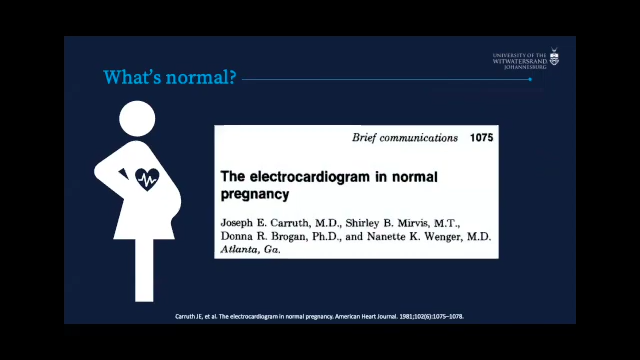 UNIVERSITY OF THE
WITWATERSRAND,
JOHANNESBURG
What's normal?
Brief communications 1075
The electrocardiogram in normal
pregnancy
Joseph E. Carruth, M.D., Shirley B. Mirvis, M.T.,
Donna R. Brogan, Ph.D., and Nanette K. Wenger, M.D.
Atlanta, Ga.
Carruth JE, et al. The electrocardiogram in normal pregnancy. American Heart Journal. 1981;102(6):1075–1078.